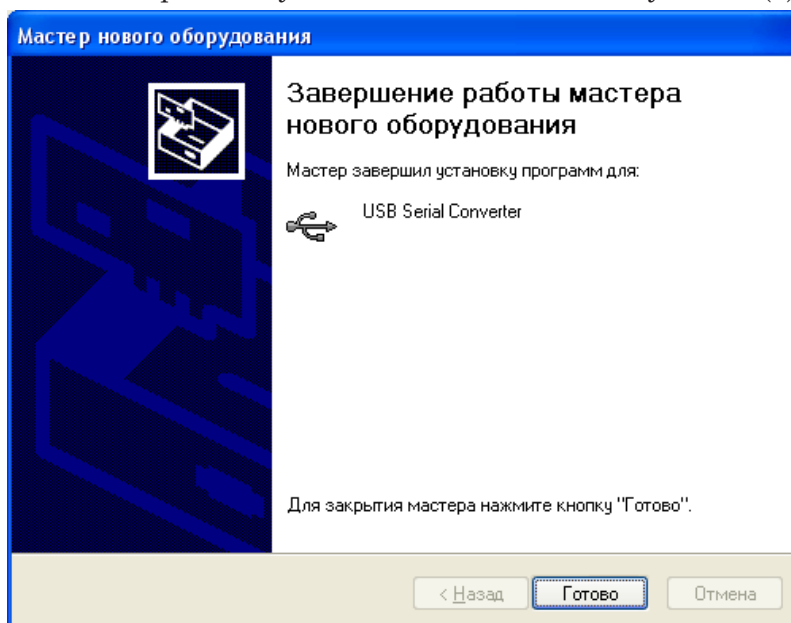 Мастер нового оборудования
Завершение работы мастера
нового оборудования
Мастер завершил установку программ для:
USB Serial Converter
Для закрытия мастера нажмите кнопку "Готово".
< Назад Готово Отмена